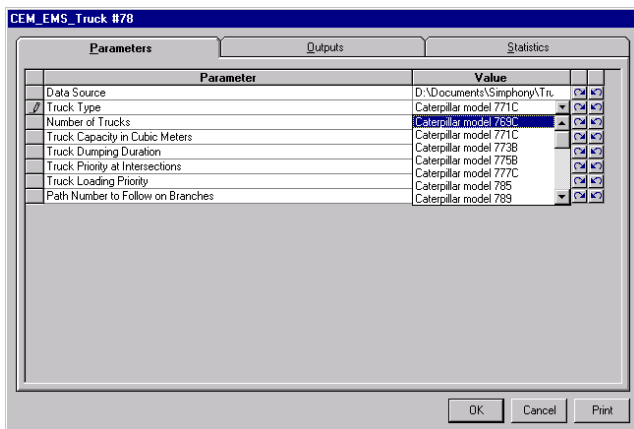 CEM_EMS_Truck #78
Parameters Outputs Statistics
Parameter Value
Data Source D:\Documents\Simphony\Tru
Truck Type Caterpillar model 771C
Number of Trucks Caterpillar model 769C
Truck Capacity in Cubic Meters Caterpillar model 771C
Truck Dumping Duration Caterpillar model 773B
Truck Priority at Intersections Caterpillar model 775B
Truck Loading Priority Caterpillar model 777C
Path Number to Follow on Branches Caterpillar model 785
Caterpillar model 789
OK Cancel Print